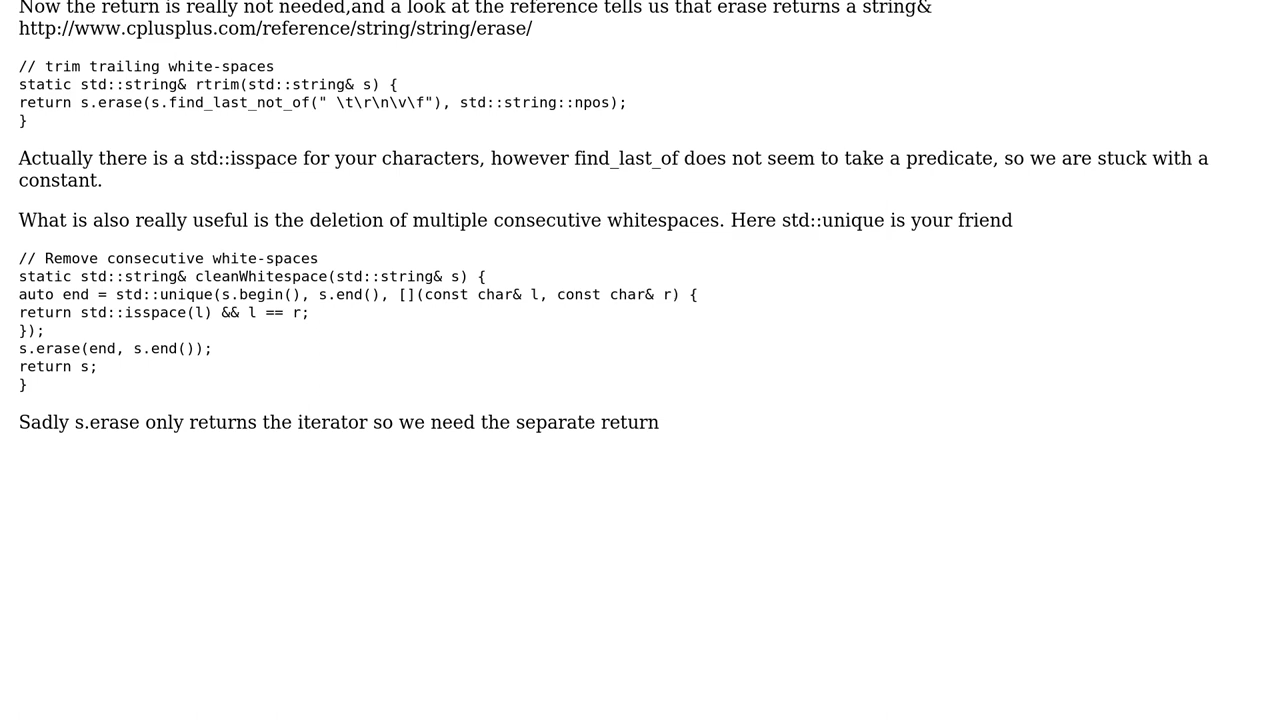 Now the return is really not needed,and a look at the reference tells us that erase returns a string&
http://www.cplusplus.com/reference/string/string/erase/
// trim trailing white-spaces
static std::string& rtrim(std::string& s) {
return s.erase(s.find_last_not_of(" \t\r\n\v\f"), std::string::npos);
}
Actually there is a std::isspace for your characters, however find_last_of does not seem to take a predicate, so we are stuck with a
constant.
What is also really useful is the deletion of multiple consecutive whitespaces. Here std::unique is your friend
// Remove consecutive white-spaces
static std::string& cleanWhitespace(std::string& s) {
auto end = std::unique(s.begin(), s.end(), [](const char& l, const char& r) {
return std::isspace(l) && l == r;
});
s.erase(end, s.end());
return s;
}
Sadly s.erase only returns the iterator so we need the separate return